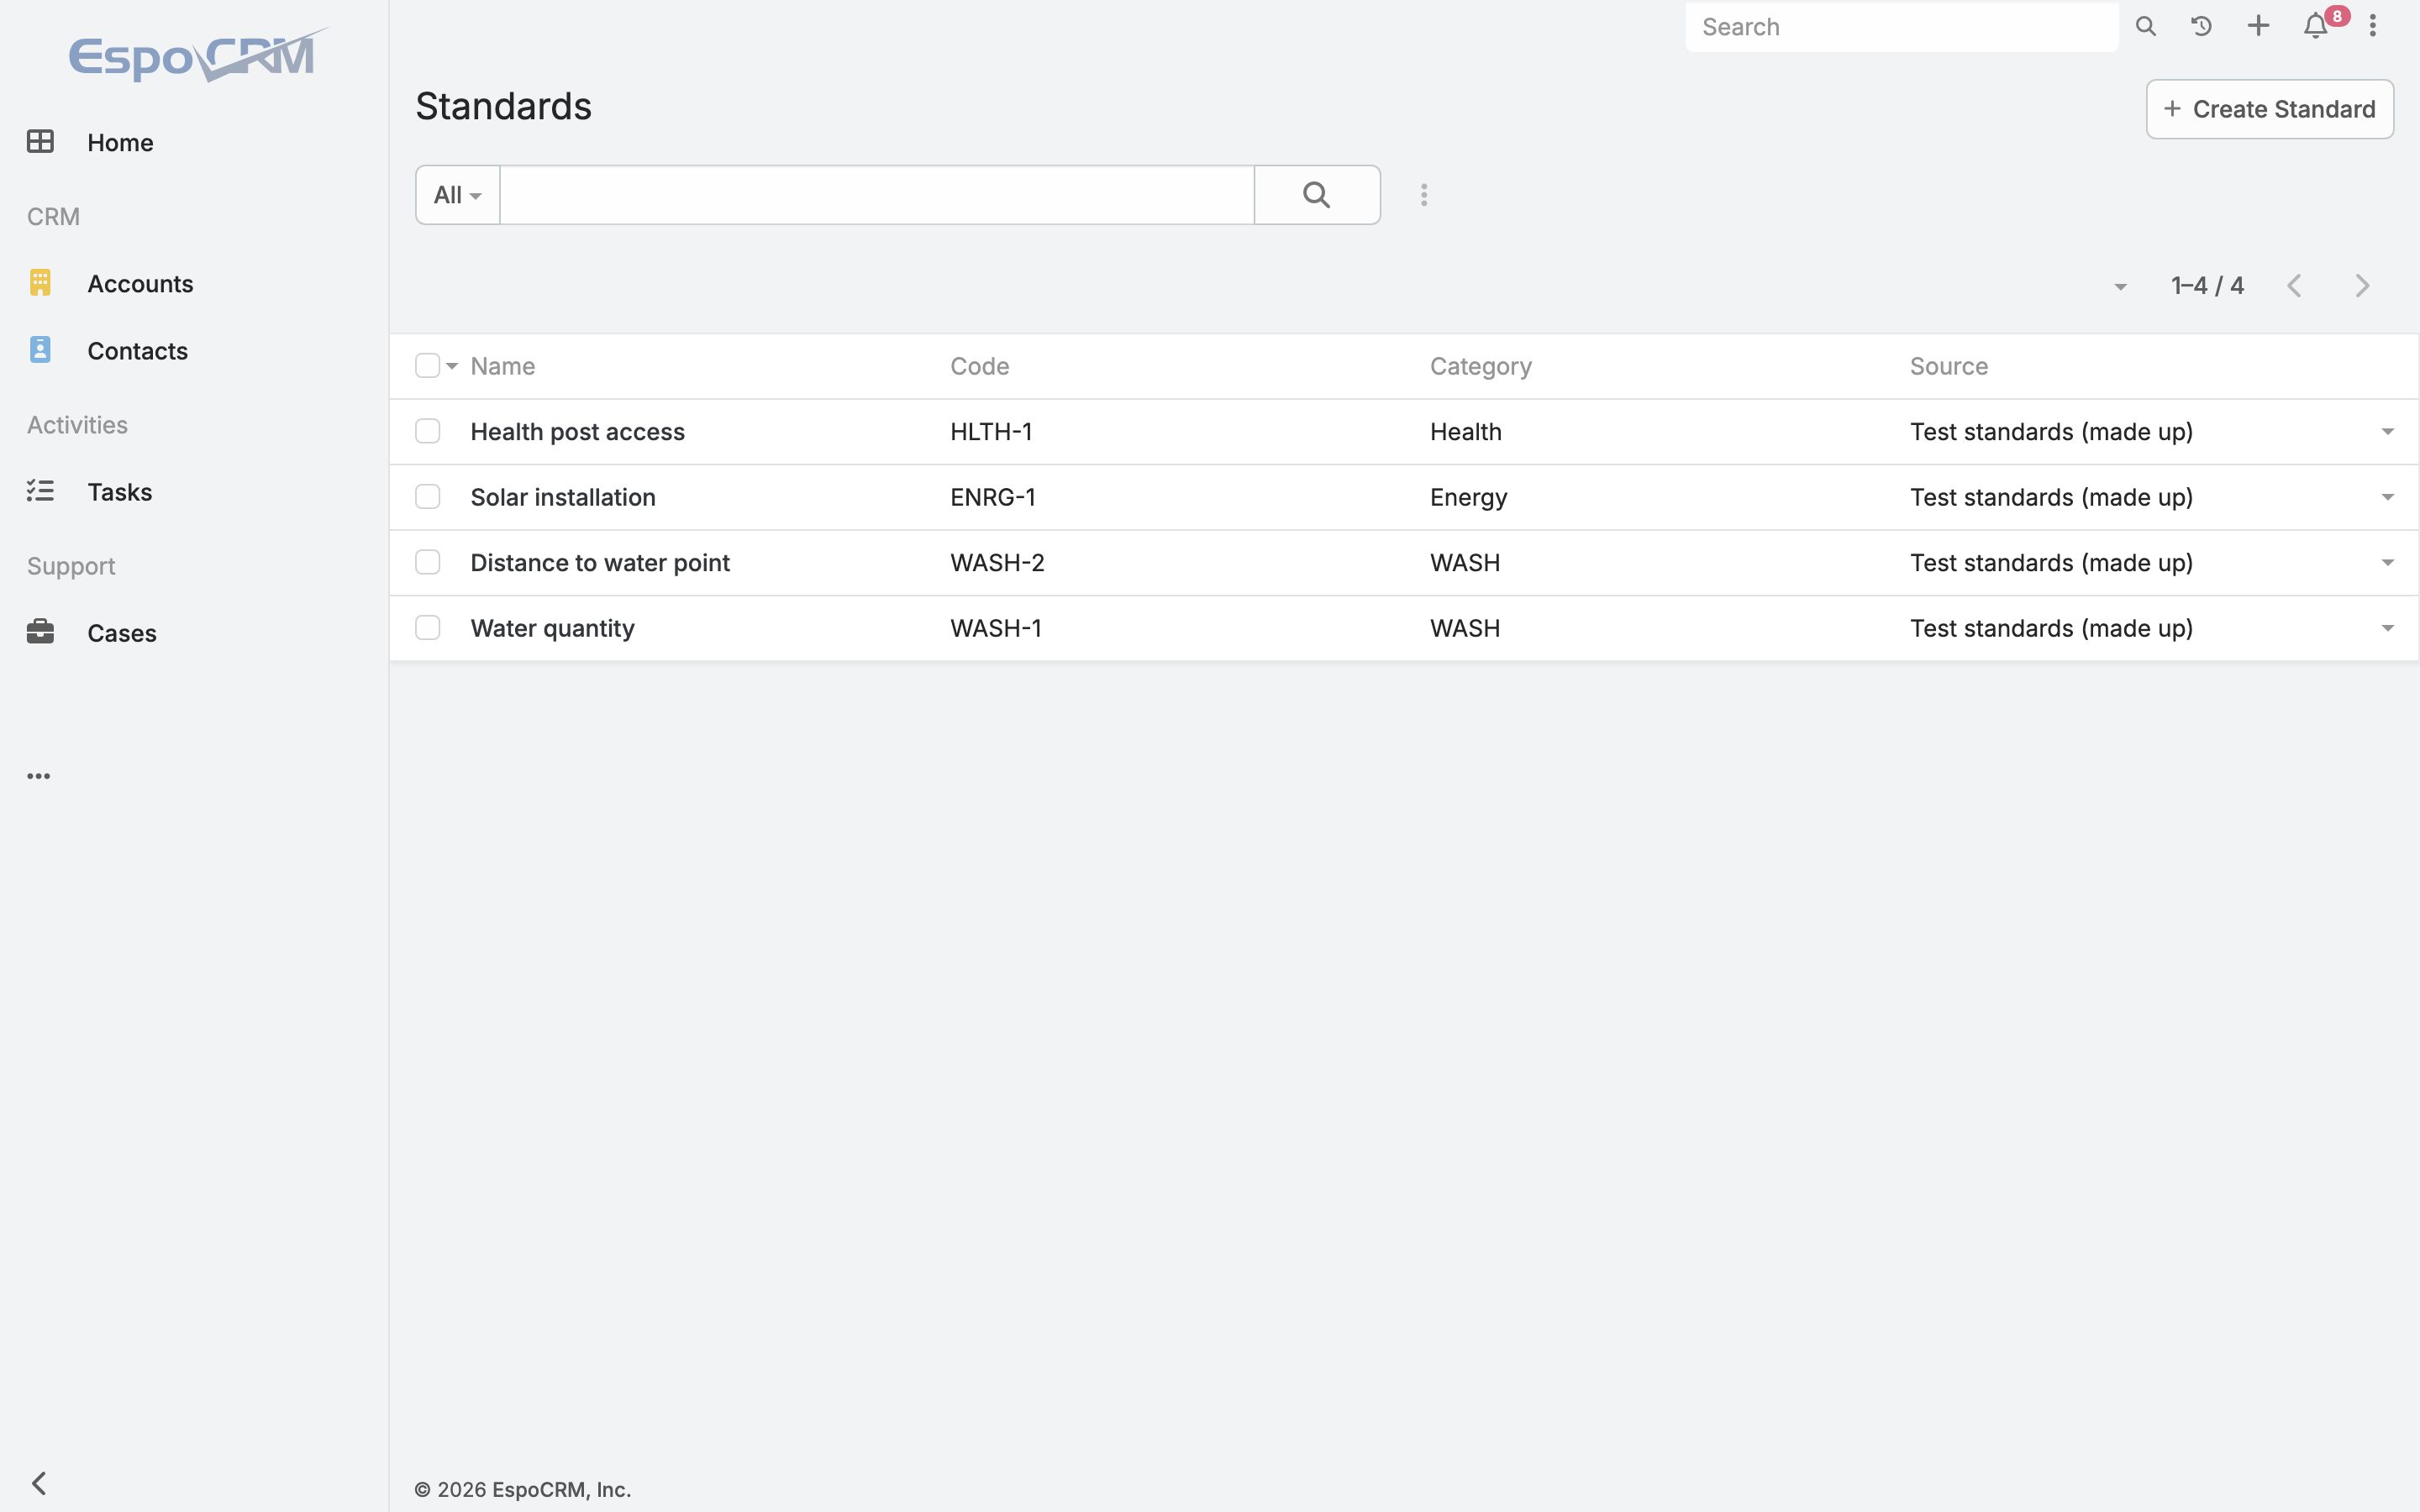 EspoCRM
Search
8
Home
CRM
Accounts
Contacts
Activities
Tasks
Support
Cases
Standards
+ Create Standard
All
1–4 / 4
Name Code Category Source
Health post access HLTH-1 Health Test standards (made up)
Solar installation ENRG-1 Energy Test standards (made up)
Distance to water point WASH-2 WASH Test standards (made up)
Water quantity WASH-1 WASH Test standards (made up)
© 2026 EspoCRM, Inc.